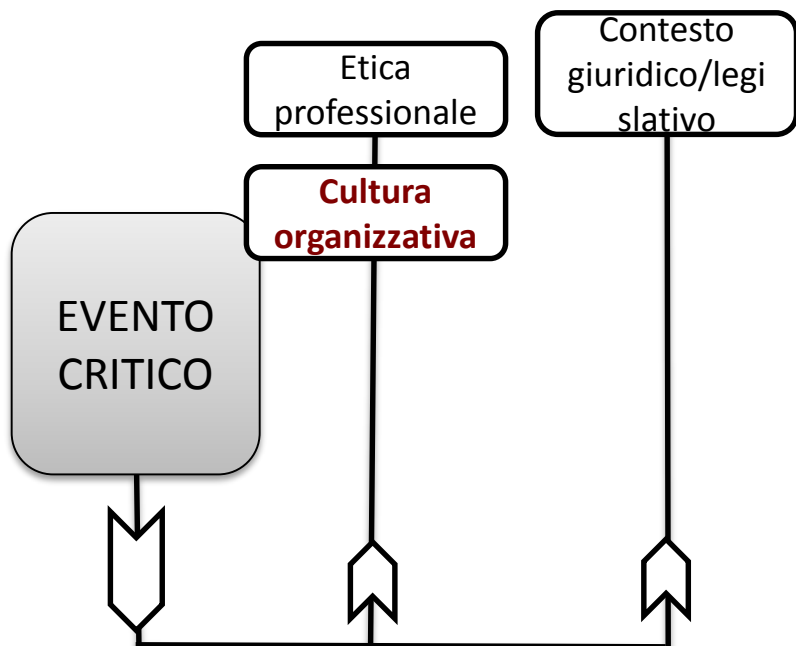 Etica
professionale
Contesto
giuridico/legi
slativo
Cultura
organizzativa
EVENTO
CRITICO